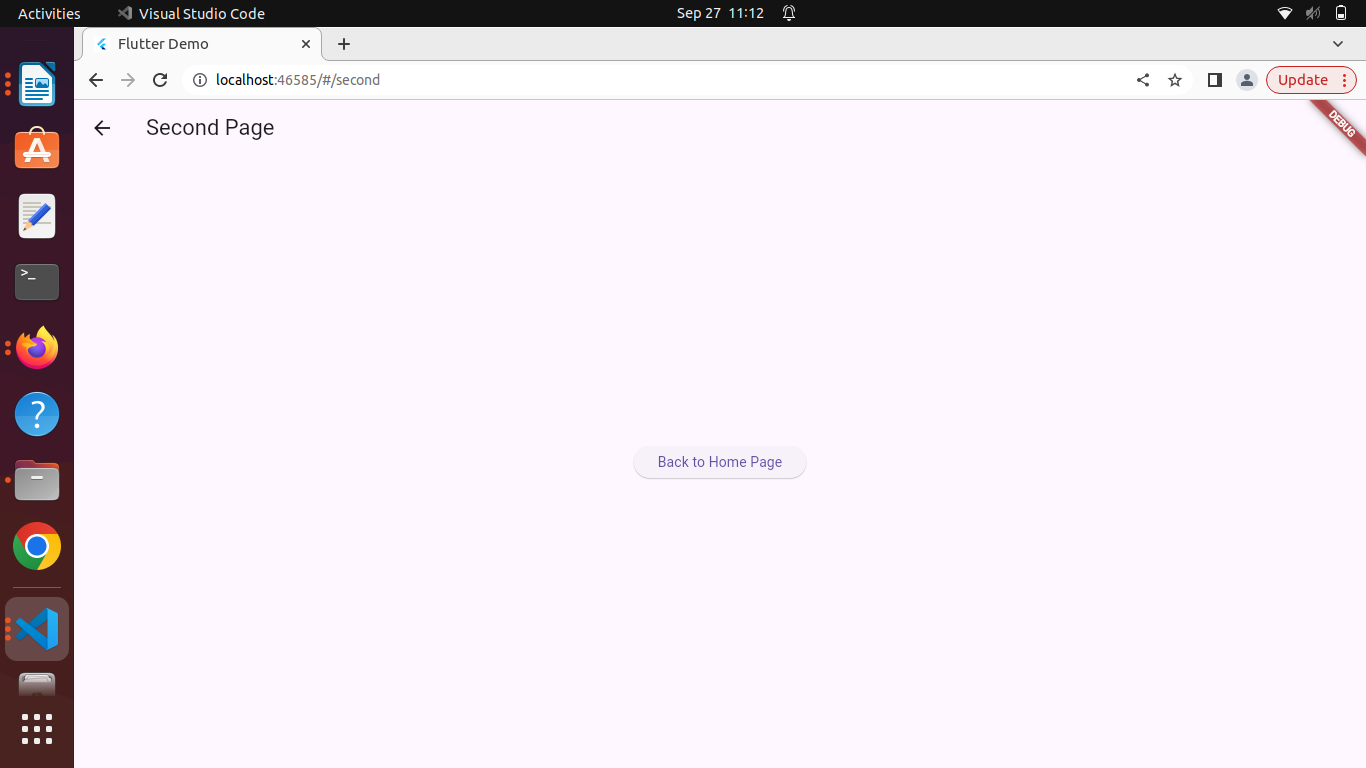 Activities Visual Studio Code Sep 27 11:12
Flutter Demo
localhost:46585/#/second Update
Second Page
DEBUG
>_
?
Back to Home Page